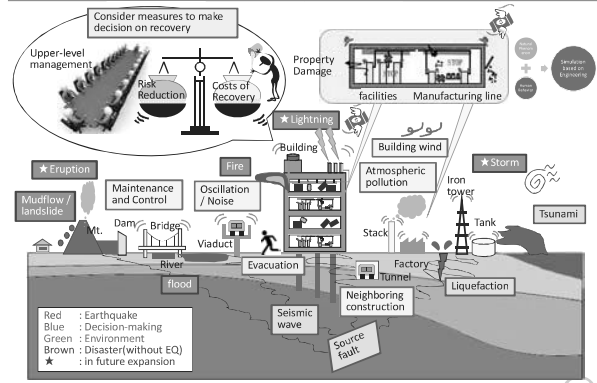 Consider measures to make
decision on recovery
Upper-level
management
Risk
Reduction
Costs of
Recovery
Property
Damage
STOP
STOP
facilities
Manufacturing line
Simulation
based on
Engineering
★Lightning
Building
Building wind
★Eruption
Fire
Atmospheric
pollution
Iron
tower
★Storm
Mudflow /
landslide
Maintenance
and Control
Oscillation
/ Noise
Mt.
Dam
Bridge
Viaduct
Stack
Tank
Tsunami
River
Evacuation
Factory
Tunnel
flood
Neighboring
construction
Liquefaction
Seismic
wave
Source
fault
Red : Earthquake
Blue : Decision-making
Green : Environment
Brown : Disaster(without EQ)
★ : in future expansion